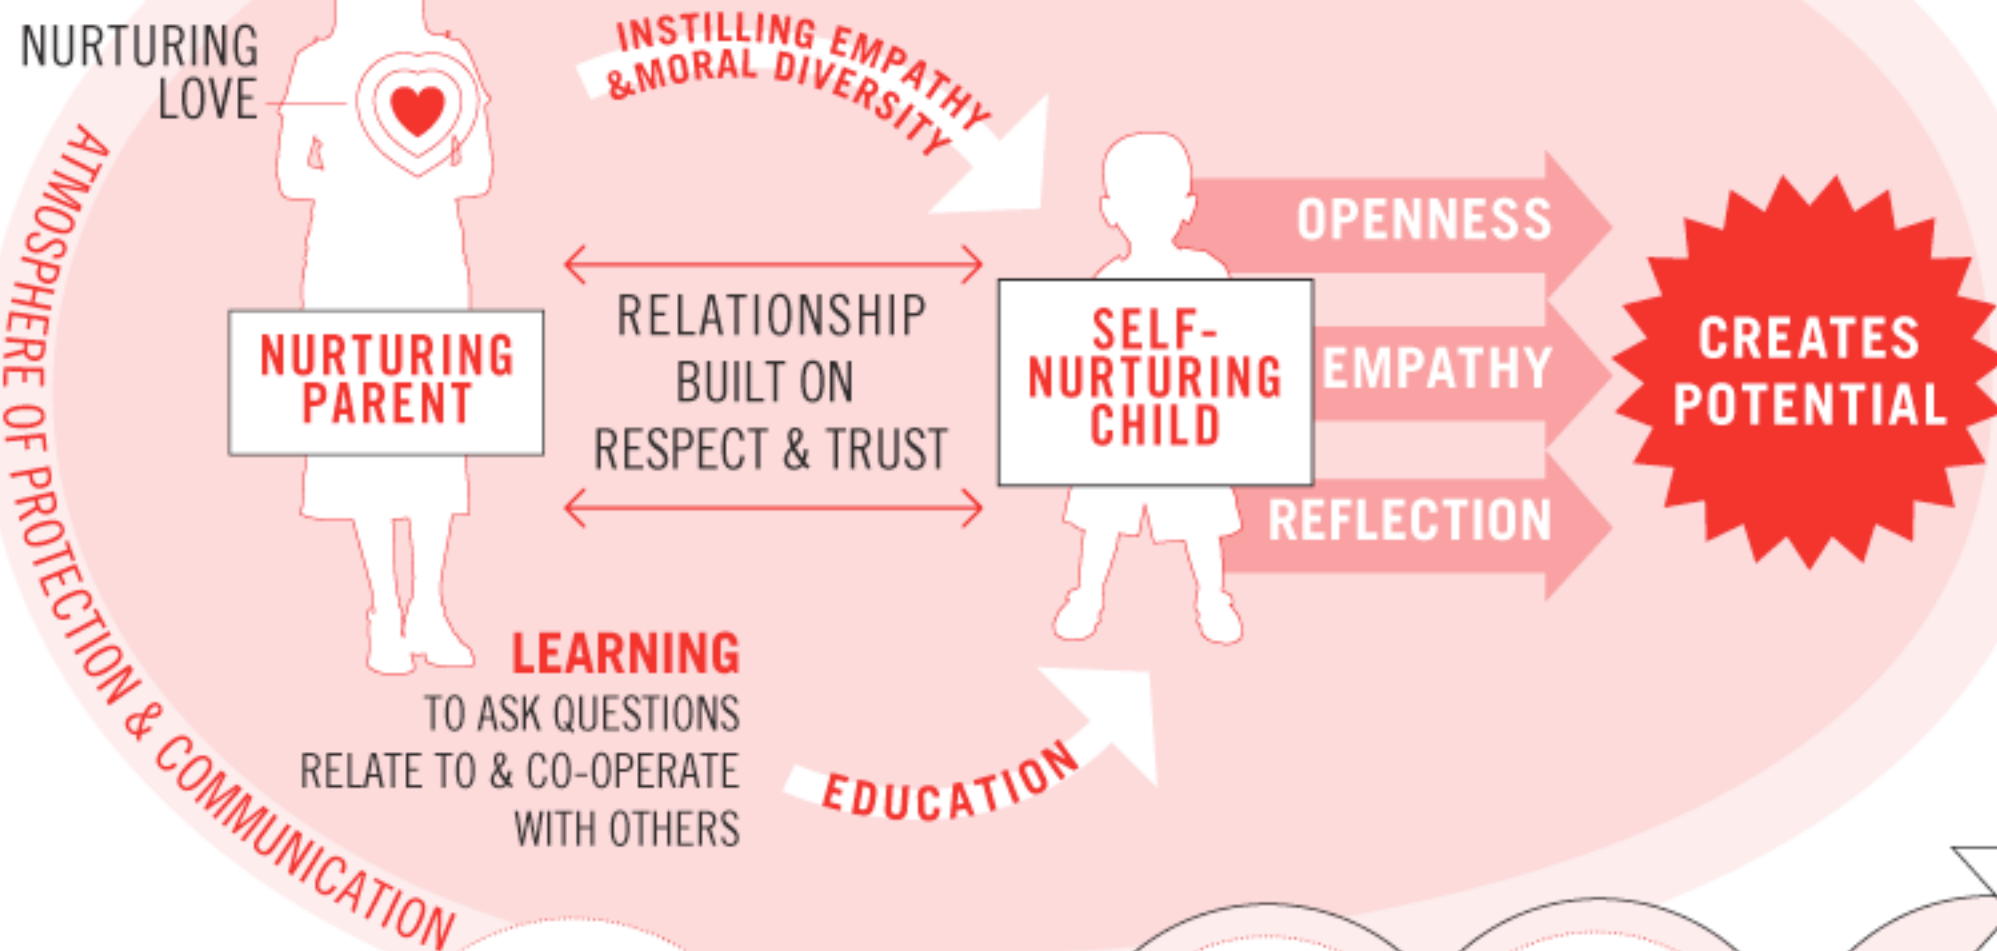 NURTURING
LOVE
INSTILLING EMPATHY
&MORAL DIVERSITY
ATMOSPHERE OF PROTECTION & COMMUNICATION
NURTURING
PARENT
RELATIONSHIP
BUILT ON
RESPECT & TRUST
SELF-
NURTURING
CHILD
OPENNESS
EMPATHY
REFLECTION
CREATES
POTENTIAL
LEARNING
TO ASK QUESTIONS
RELATE TO & CO-OPERATE
WITH OTHERS
EDUCATION